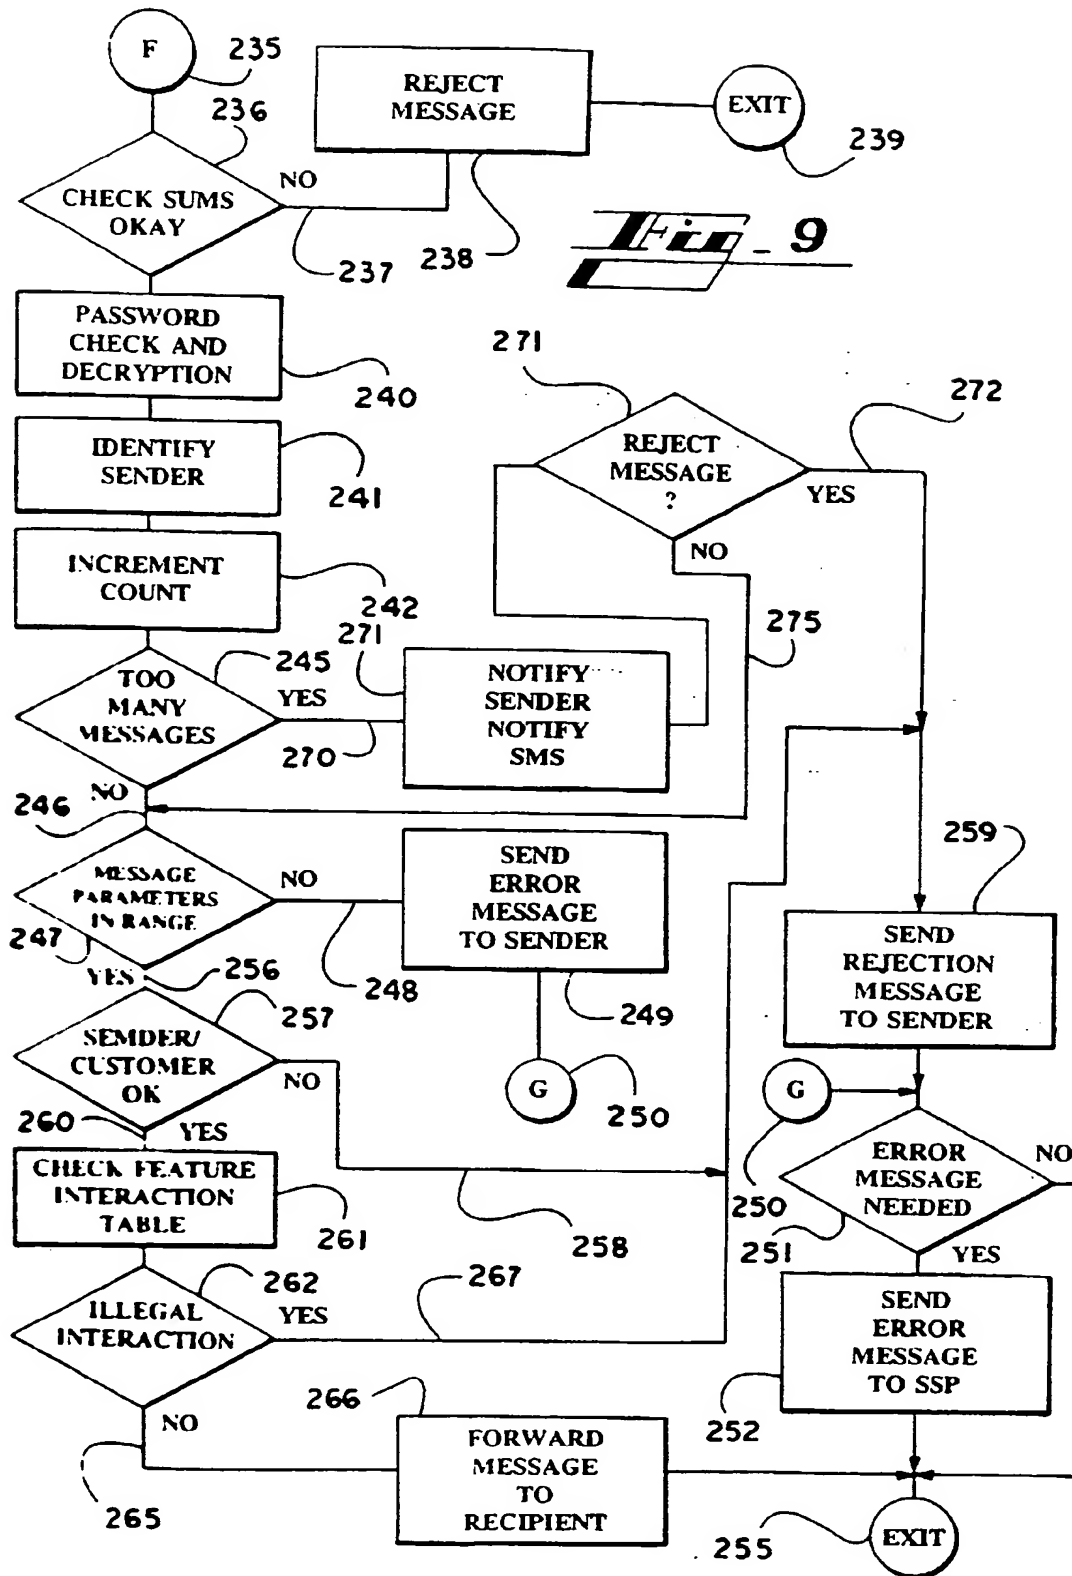 F
235
236
REJECT
MESSAGE
EXIT
239
CHECK SUMS
OKAY
NO
237
238
Fig_9
PASSWORD
CHECK AND
DECRYPTION
240
IDENTIFY
SENDER
241
INCREMENT
COUNT
242
271
REJECT
MESSAGE
?
272
YES
NO
275
TOO
MANY
MESSAGES
245
YES
270
271
NOTIFY
SENDER
NOTIFY
SMS
NO
246
MESSAGE
PARAMETERS
IN RANGE
247
NO
248
SEND
ERROR
MESSAGE
TO SENDER
249
G
250
YES
256
SEMDER/
CUSTOMER
OK
257
NO
258
259
SEND
REJECTION
MESSAGE
TO SENDER
G
250
ERROR
MESSAGE
NEEDED
251
NO
YES
260
YES
CHECK FEATURE
INTERACTION
TABLE
261
ILLEGAL
INTERACTION
262
YES
267
SEND
ERROR
MESSAGE
TO SSP
252
NO
265
266
FORWARD
MESSAGE
TO
RECIPIENT
255
EXIT